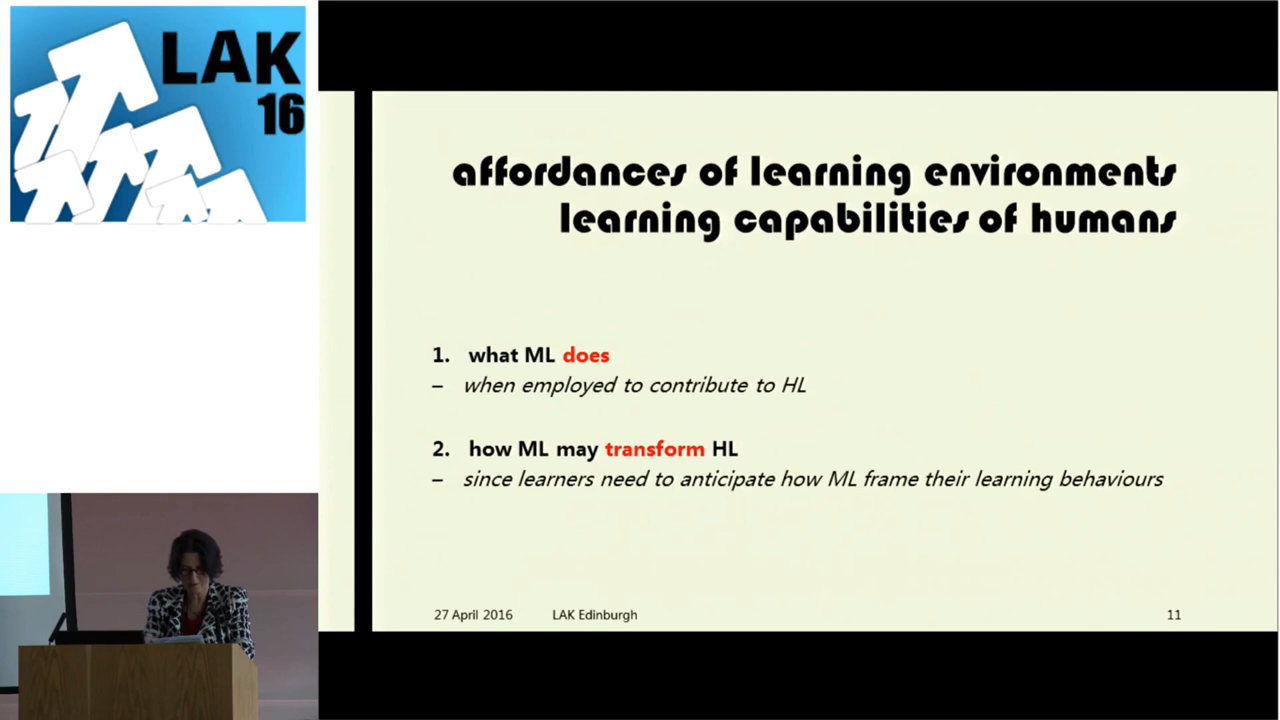 LAK
16
affordances of learning environments
learning capabilities of humans
1. what ML does
– when employed to contribute to HL
2. how ML may transform HL
– since learners need to anticipate how ML frame their learning behaviours
27 April 2016 LAK Edinburgh 11